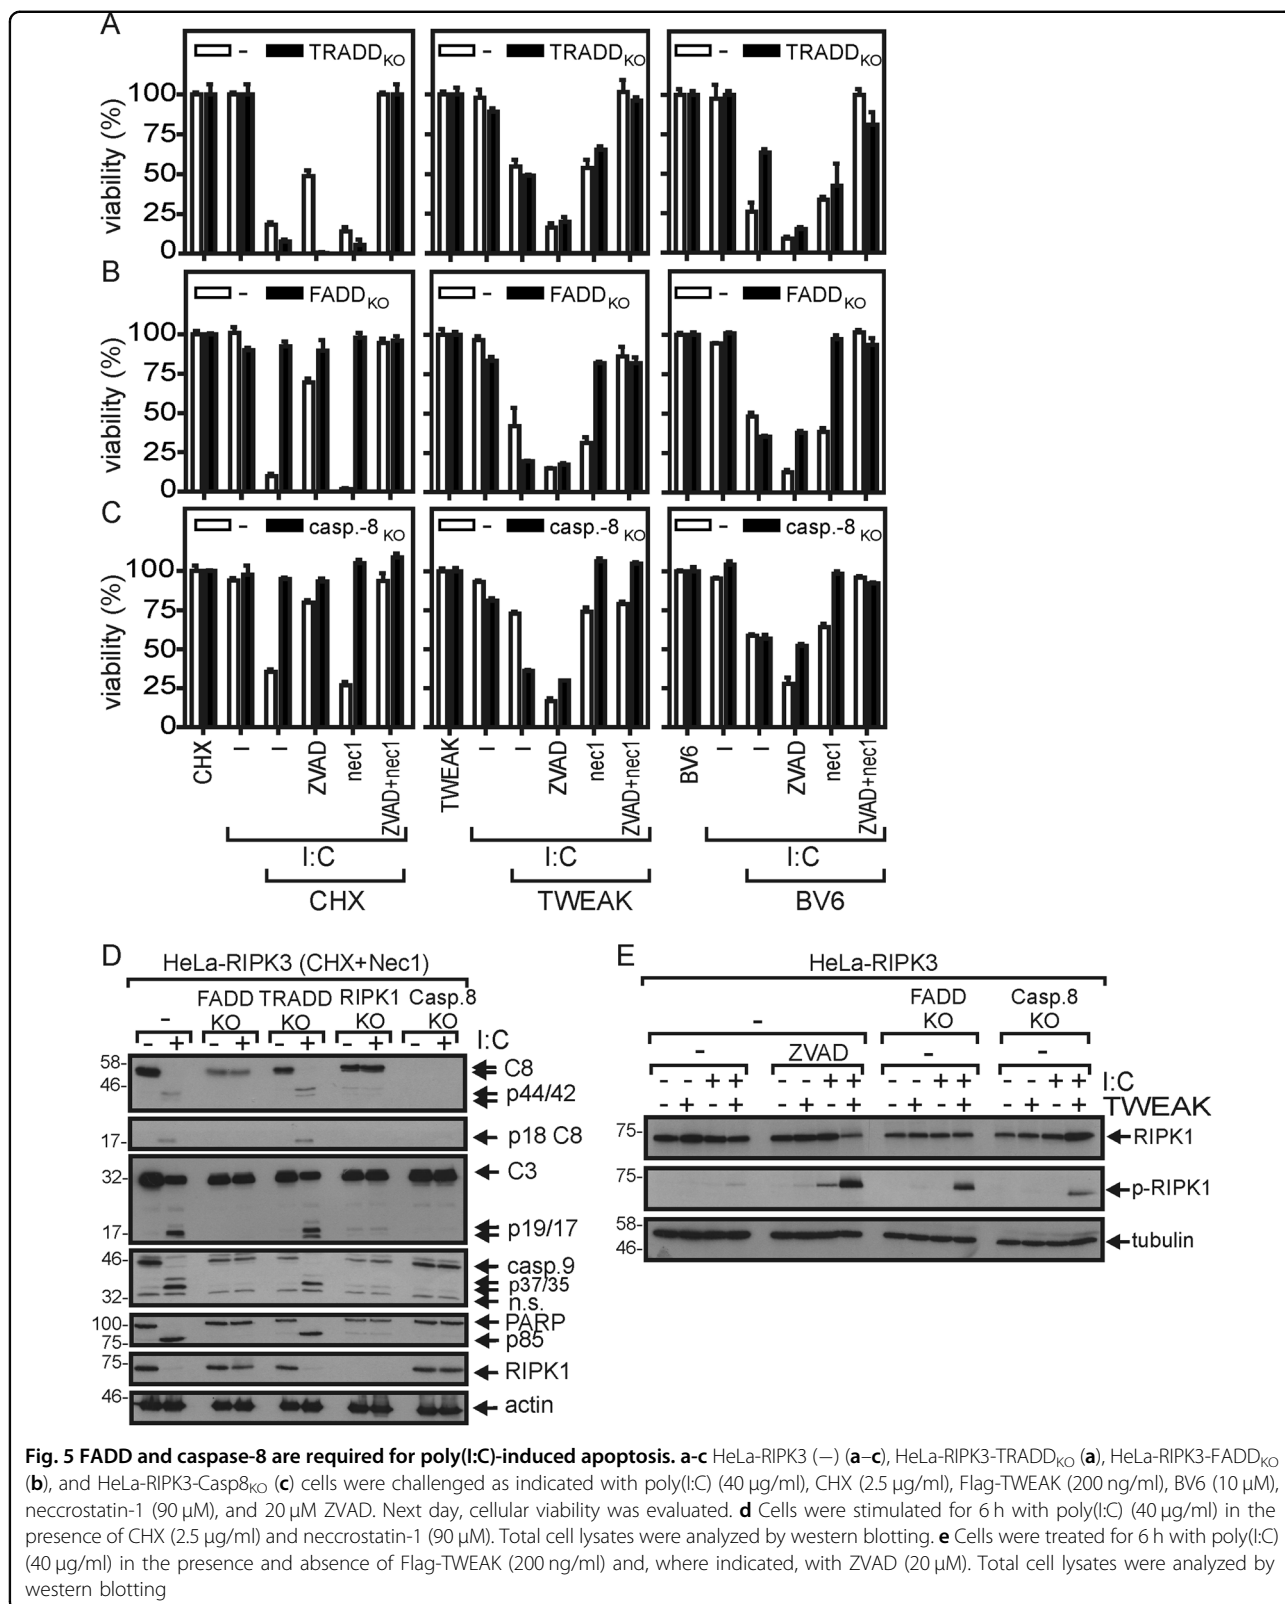 A
– TRADDKO
– TRADDKO
– TRADDKO
viability (%)
100
75
50
25
0
B
– FADDKO
– FADDKO
– FADDKO
viability (%)
100
75
50
25
0
C
– casp.-8 KO
– casp.-8 KO
– casp.-8 KO
viability (%)
100
75
50
25
0
CHX – – ZVAD nec1 ZVAD+nec1
TWEAK – – ZVAD nec1 ZVAD+nec1
BV6 – – ZVAD nec1 ZVAD+nec1
I:C I:C I:C
CHX TWEAK BV6
D
HeLa-RIPK3 (CHX+Nec1)
FADD TRADD RIPK1 Casp.8
– KO KO KO KO
- + - + - + - + - + I:C
58-
46-
C8
p44/42
17-
p18 C8
32-
C3
17-
p19/17
46-
casp.9
p37/35
32-
n.s.
100-
PARP
75-
p85
75-
RIPK1
46-
actin
E
HeLa-RIPK3
FADD Casp.8
– KO KO
– ZVAD – –
- - + + - - + + - - + + - - + + I:C
- + - + - + - + - + - + - + - + TWEAK
75-
RIPK1
75-
p-RIPK1
58-
46-
tubulin
Fig. 5 FADD and caspase-8 are required for poly(I:C)-induced apoptosis. a-c HeLa-RIPK3 (−) (a–c), HeLa-RIPK3-TRADDKO (a), HeLa-RIPK3-FADDKO
(b), and HeLa-RIPK3-Casp8KO (c) cells were challenged as indicated with poly(I:C) (40 µg/ml), CHX (2.5 µg/ml), Flag-TWEAK (200 ng/ml), BV6 (10 µM),
neccrostatin-1 (90 µM), and 20 µM ZVAD. Next day, cellular viability was evaluated. d Cells were stimulated for 6 h with poly(I:C) (40 µg/ml) in the
presence of CHX (2.5 µg/ml) and neccrostatin-1 (90 µM). Total cell lysates were analyzed by western blotting. e Cells were treated for 6 h with poly(I:C)
(40 µg/ml) in the presence and absence of Flag-TWEAK (200 ng/ml) and, where indicated, with ZVAD (20 µM). Total cell lysates were analyzed by
western blotting